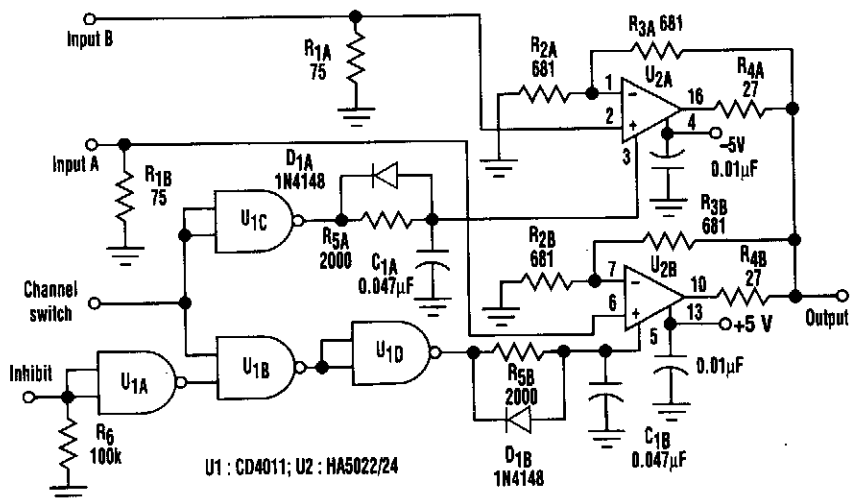 Input B
R1A
75
R2A
681
R3A 681
U2A
1
2
3
16
4
R4A
27
–5V
0.01µF
Input A
R1B
75
D1A
1N4148
U1C
R5A
2000
C1A
0.047µF
R2B
681
R3B
681
U2B
7
6
5
10
13
R4B
27
+5 V
Output
0.01µF
Channel
switch
Inhibit
U1A
U1B
U1D
R5B
2000
D1B
1N4148
C1B
0.047µF
R6
100k
U1 : CD4011; U2 : HA5022/24